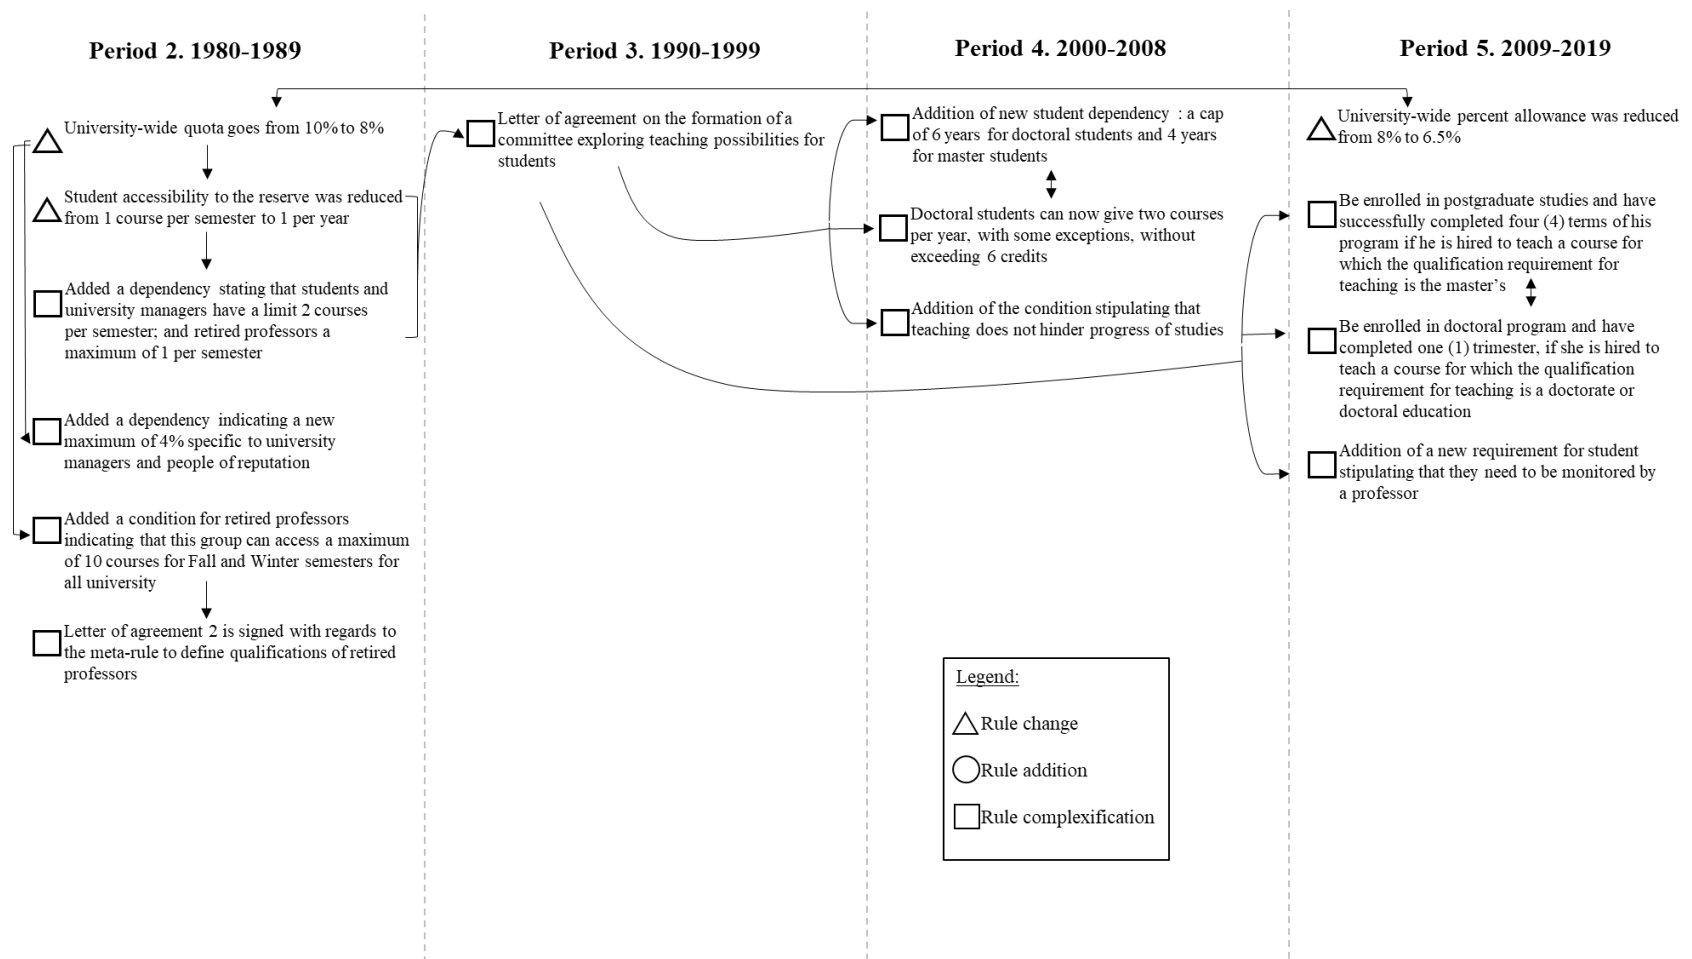 Period 2. 1980-1989
University-wide quota goes from 10% to 8%
Student accessibility to the reserve was reduced
from 1 course per semester to 1 per year
Added a dependency stating that students and
university managers have a limit 2 courses
per semester; and retired professors a
maximum of 1 per semester
Added a dependency indicating a new
maximum of 4% specific to university
managers and people of reputation
Added a condition for retired professors
indicating that this group can access a maximum
of 10 courses for Fall and Winter semesters for
all university
Letter of agreement 2 is signed with regards to
the meta-rule to define qualifications of retired
professors
Period 3. 1990-1999
Letter of agreement on the formation of a
committee exploring teaching possibilities for
students
Period 4. 2000-2008
Addition of new student dependency : a cap
of 6 years for doctoral students and 4 years
for master students
Doctoral students can now give two courses
per year, with some exceptions, without
exceeding 6 credits
Addition of the condition stipulating that
teaching does not hinder progress of studies
Period 5. 2009-2019
University-wide percent allowance was reduced
from 8% to 6.5%
Be enrolled in postgraduate studies and have
successfully completed four (4) terms of his
program if he is hired to teach a course for
which the qualification requirement for
teaching is the master's
Be enrolled in doctoral program and have
completed one (1) trimester, if she is hired to
teach a course for which the qualification
requirement for teaching is a doctorate or
doctoral education
Addition of a new requirement for student
stipulating that they need to be monitored by
a professor
Legend:
Rule change
Rule addition
Rule complexification